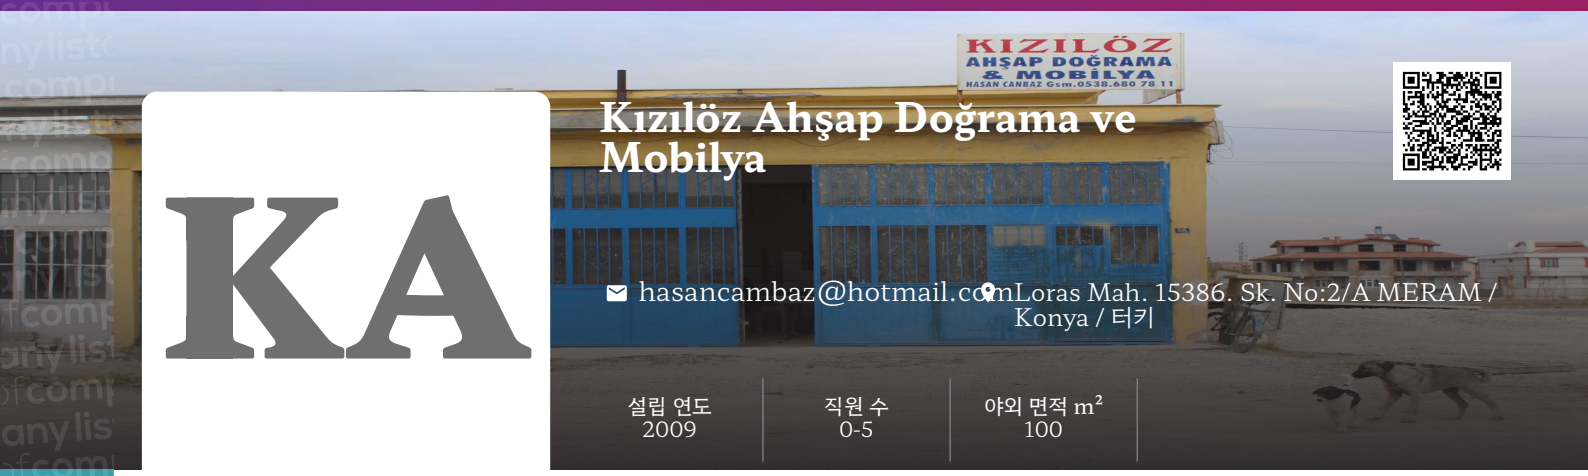 KIZILÖZ
AHŞAP DOĞRAMA
& MOBİLYA
HASAN CANBAZ Gsm.0538.680 78 11
Kızılöz Ahşap Doğrama ve
Mobilya
KA
hasancambaz@hotmail.com
Loras Mah. 15386. Sk. No:2/A MERAM /
Konya / 터키
설립 연도
2009
직원 수
0-5
야외 면적 m²
100